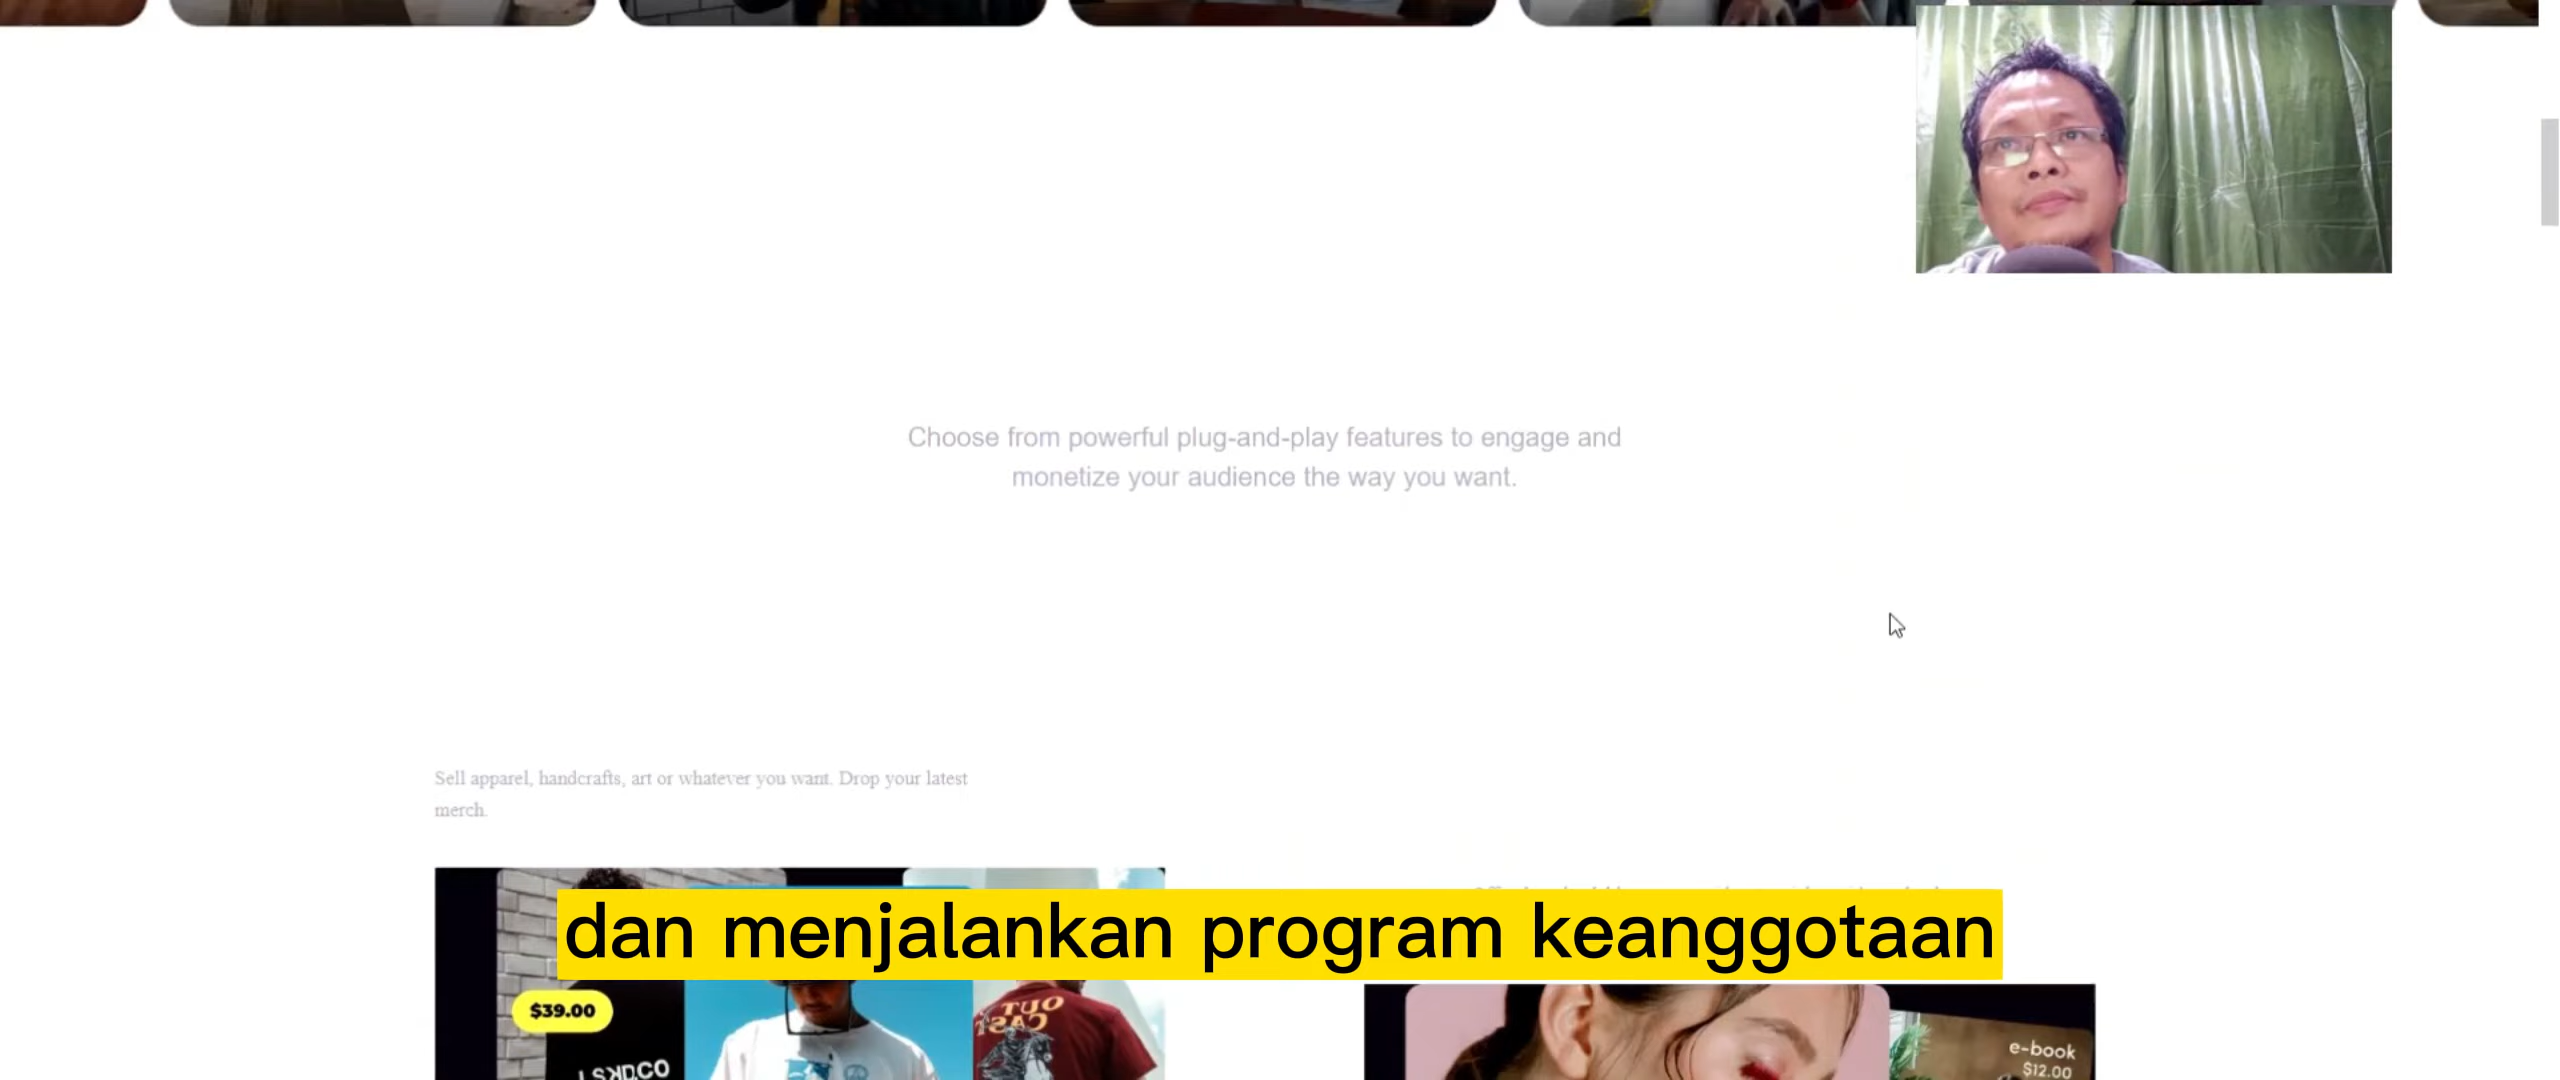 Choose from powerful plug-and-play features to engage and
monetize your audience the way you want.
Sell apparel, handcrafts, art or whatever you want. Drop your latest
merch.
dan menjalankan program keanggotaan
$39.00
OUT
CAST
e-book
$12.00